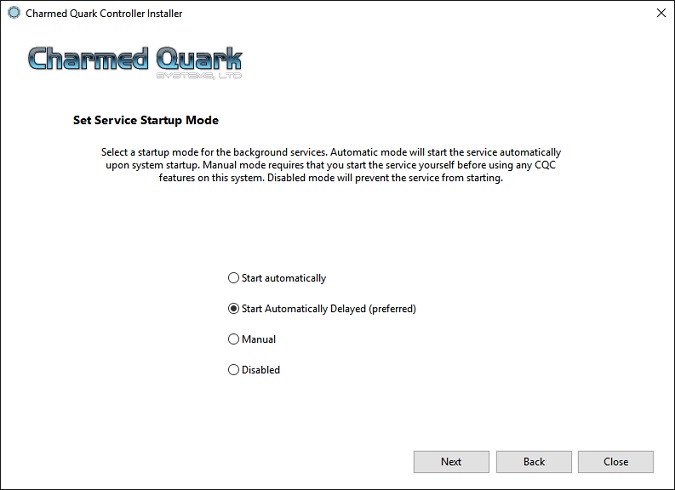 Charmed Quark Controller Installer
Charmed Quark
SYSTEMS, LTD
Set Service Startup Mode
Select a startup mode for the background services. Automatic mode will start the service automatically
upon system startup. Manual mode requires that you start the service yourself before using any CQC
features on this system. Disabled mode will prevent the service from starting.
Start automatically
Start Automatically Delayed (preferred)
Manual
Disabled
Next
Back
Close